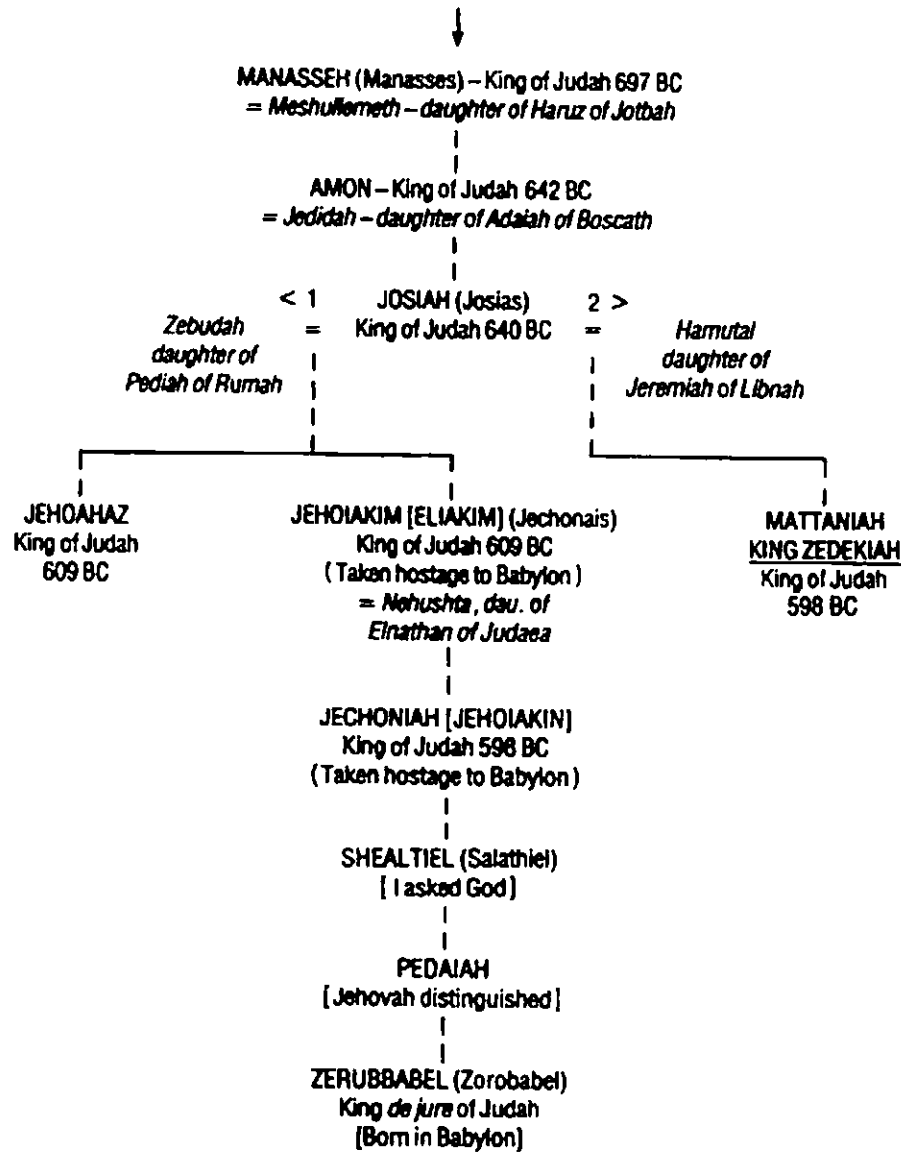 MANASSEH (Manasses) – King of Judah 697 BC
= Meshullemeth – daughter of Haruz of Jotbah
AMON – King of Judah 642 BC
= Jedidah – daughter of Adaiah of Boscath
< 1 JOSIAH (Josias) 2 >
Zebudah = King of Judah 640 BC = Hamutal
daughter of
Pediah of Rumah
daughter of
Jeremiah of Libnah
JEHOAHAZ
King of Judah
609 BC
JEHOIAKIM [ELIAKIM] (Jechonais)
King of Judah 609 BC
(Taken hostage to Babylon)
= Nehushta, dau. of
Elnathan of Judaea
MATTANIAH
KING ZEDEKIAH
King of Judah
598 BC
JECHONIAH [JEHOIAKIN]
King of Judah 598 BC
(Taken hostage to Babylon)
SHEALTIEL (Salathiel)
[I asked God]
PEDAIAH
[Jehovah distinguished]
ZERUBBABEL (Zorobabel)
King de jure of Judah
[Born in Babylon]